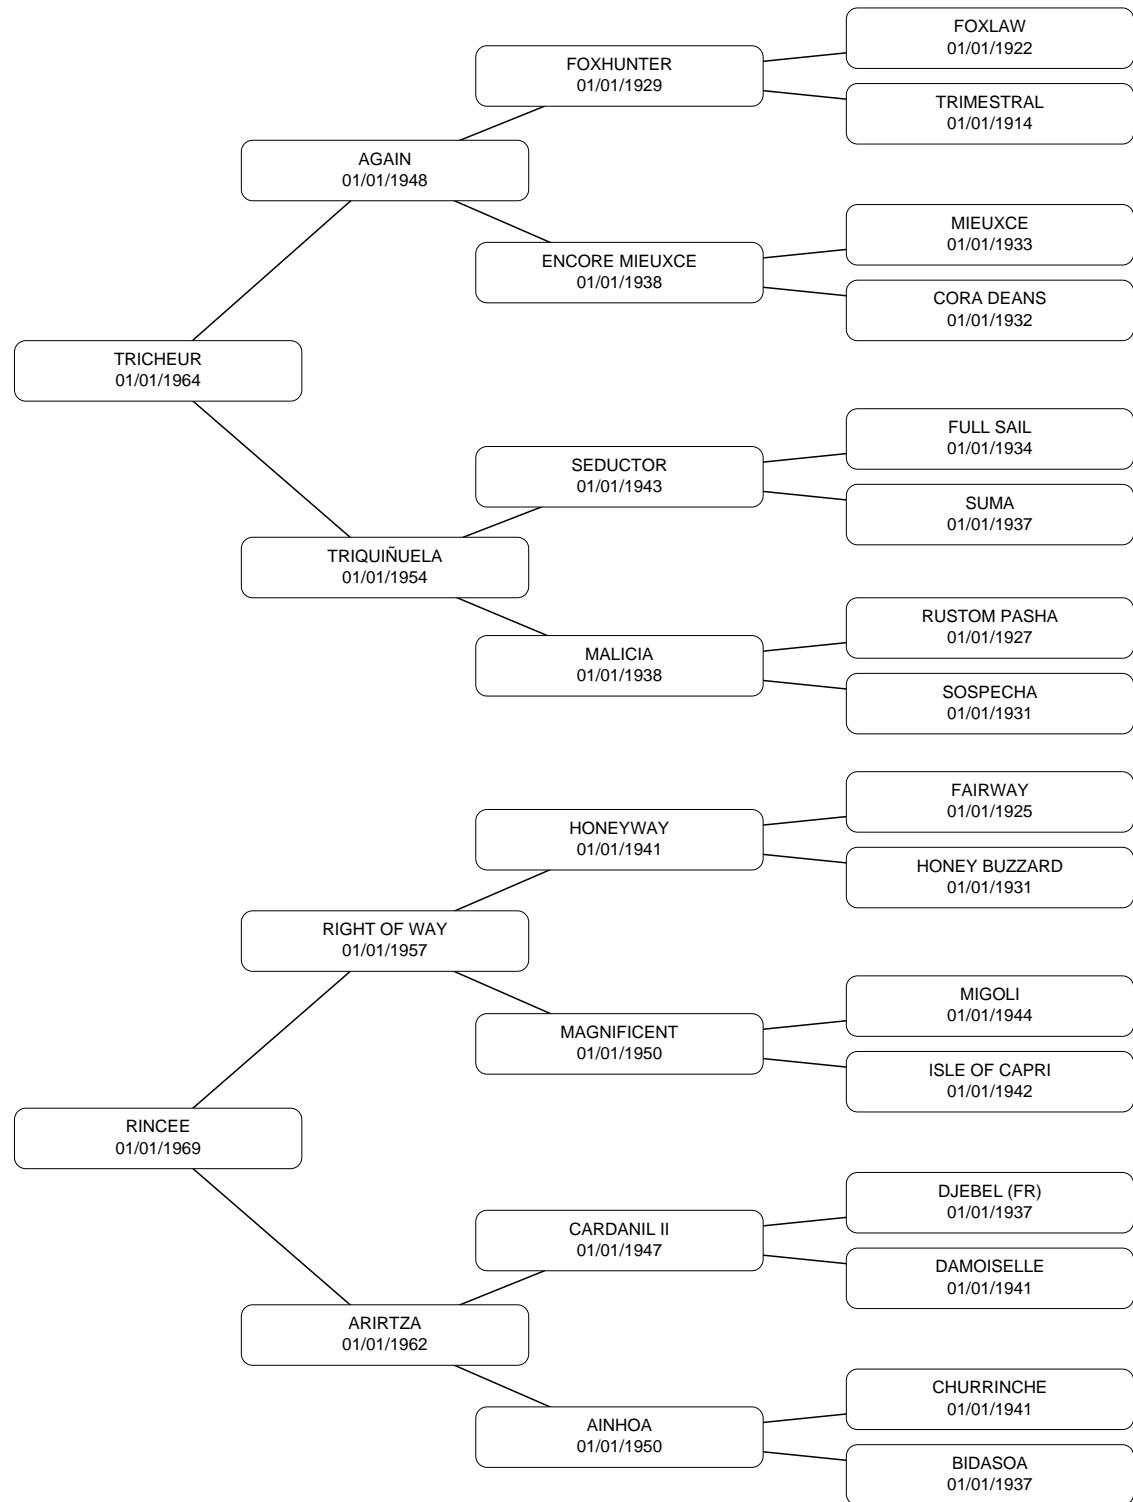 FOXLAW
01/01/1922
FOXHUNTER
01/01/1929
TRIMESTRAL
01/01/1914
AGAIN
01/01/1948
MIEUXCE
01/01/1933
ENCORE MIEUXCE
01/01/1938
CORA DEANS
01/01/1932
TRICHEUR
01/01/1964
FULL SAIL
01/01/1934
SEDUCTOR
01/01/1943
SUMA
01/01/1937
TRIQUIÑUELA
01/01/1954
RUSTOM PASHA
01/01/1927
MALICIA
01/01/1938
SOSPECHA
01/01/1931
FAIRWAY
01/01/1925
HONEYWAY
01/01/1941
HONEY BUZZARD
01/01/1931
RIGHT OF WAY
01/01/1957
MIGOLI
01/01/1944
MAGNIFICENT
01/01/1950
ISLE OF CAPRI
01/01/1942
RINCEE
01/01/1969
DJEBEL (FR)
01/01/1937
CARDANIL II
01/01/1947
DAMOISELLE
01/01/1941
ARIRTZA
01/01/1962
CHURRINCHE
01/01/1941
AINHOA
01/01/1950
BIDASOA
01/01/1937